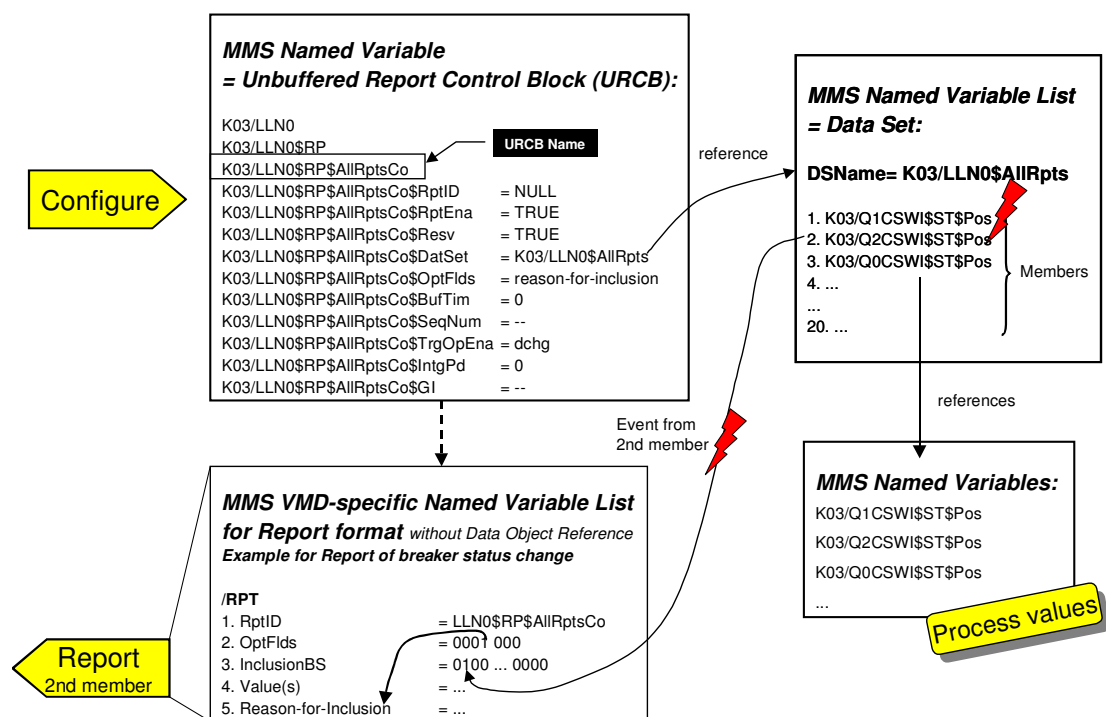 MMS Named Variable
= Unbuffered Report Control Block (URCB):
K03/LLN0
K03/LLN0$RP
URCB Name
K03/LLN0$RP$AllRptsCo
K03/LLN0$RP$AllRptsCo$RptID = NULL
K03/LLN0$RP$AllRptsCo$RptEna = TRUE
K03/LLN0$RP$AllRptsCo$Resv = TRUE
K03/LLN0$RP$AllRptsCo$DatSet = K03/LLN0$AllRpts
K03/LLN0$RP$AllRptsCo$OptFlds = reason-for-inclusion
K03/LLN0$RP$AllRptsCo$BufTim = 0
K03/LLN0$RP$AllRptsCo$SeqNum = --
K03/LLN0$RP$AllRptsCo$TrgOpEna = dchg
K03/LLN0$RP$AllRptsCo$IntgPd = 0
K03/LLN0$RP$AllRptsCo$GI = --
Configure
reference
MMS Named Variable List
= Data Set:
DSName= K03/LLN0$AllRpts
1. K03/Q1CSWI$ST$Pos
2. K03/Q2CSWI$ST$Pos
3. K03/Q0CSWI$ST$Pos
4. ...
...
20. ...
Members
references
Event from
2nd member
MMS Named Variables:
K03/Q1CSWI$ST$Pos
K03/Q2CSWI$ST$Pos
K03/Q0CSWI$ST$Pos
...
Process values
MMS VMD-specific Named Variable List
for Report format without Data Object Reference
Example for Report of breaker status change
/RPT
1. RptID = LLN0$RP$AllRptsCo
2. OptFlds = 0001 000
3. InclusionBS = 0100 ... 0000
4. Value(s) = ...
5. Reason-for-Inclusion = ...
Report
2nd member